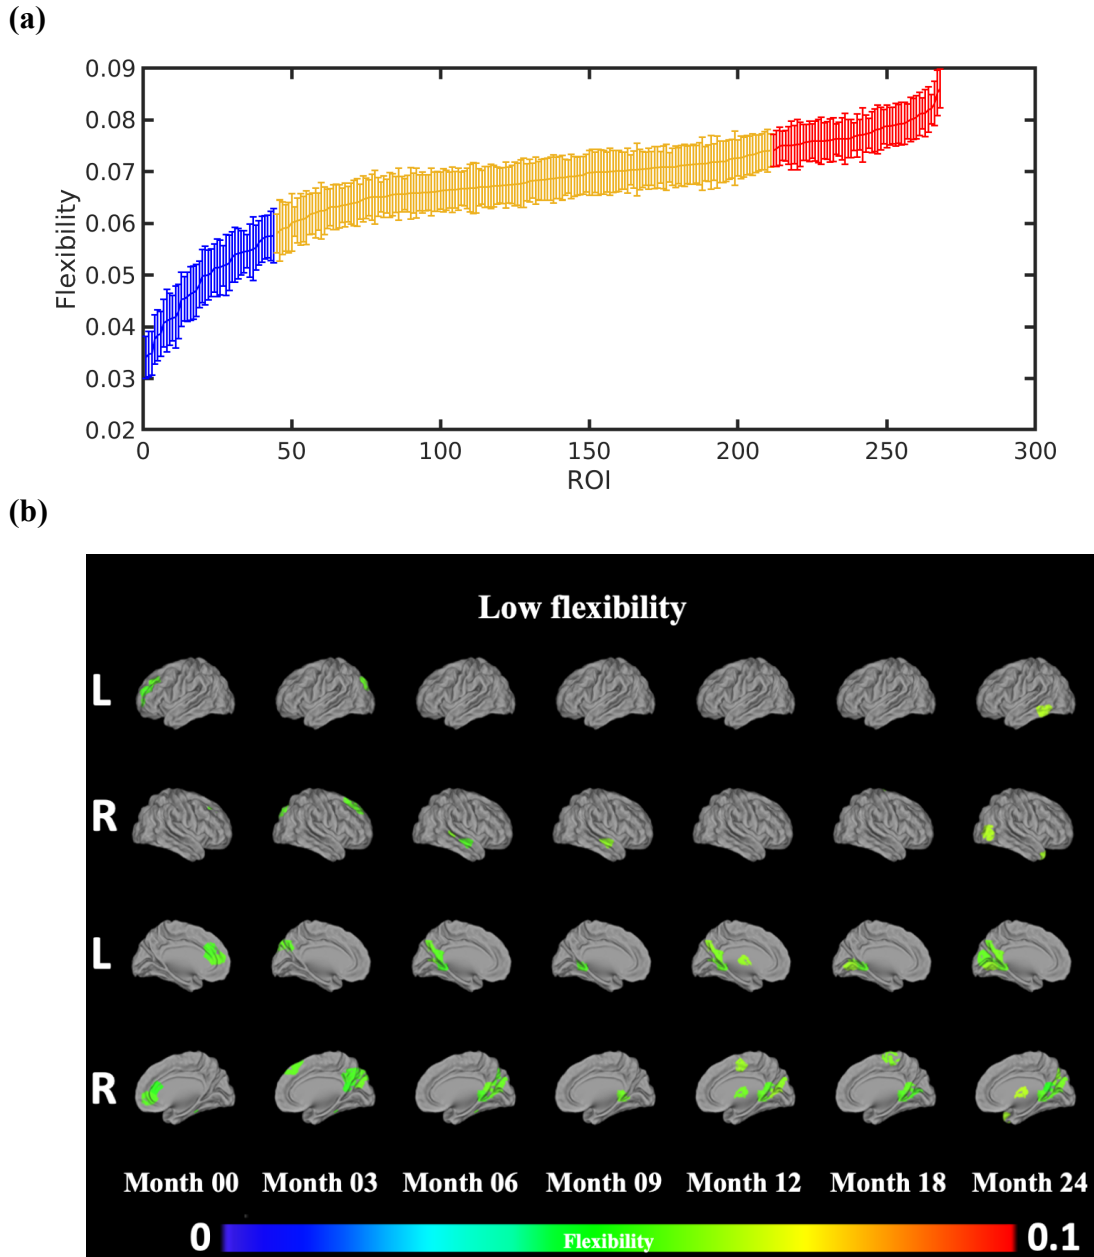 (a)
0.09
0.08
0.07
0.06
0.05
0.04
0.03
0.02
Flexibility
0 50 100 150 200 250 300
ROI
(b)
Low flexibility
L
R
L
R
Month 00 Month 03 Month 06 Month 09 Month 12 Month 18 Month 24
0 Flexibility 0.1